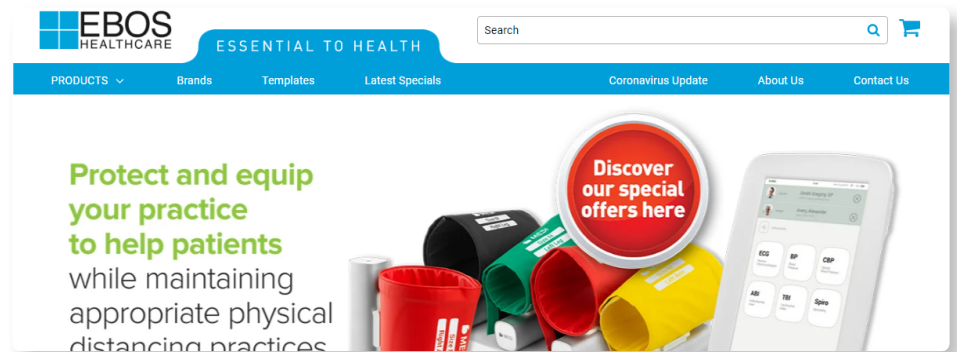 EBOS
HEALTHCARE
ESSENTIAL TO HEALTH
Search
PRODUCTS
Brands
Templates
Latest Specials
Coronavirus Update
About Us
Contact Us
Protect and equip
your practice
to help patients
while maintaining
appropriate physical
distancing practices
Discover
our special
offers here
ECG
BP
CBP
ABI
TBI
Spiro